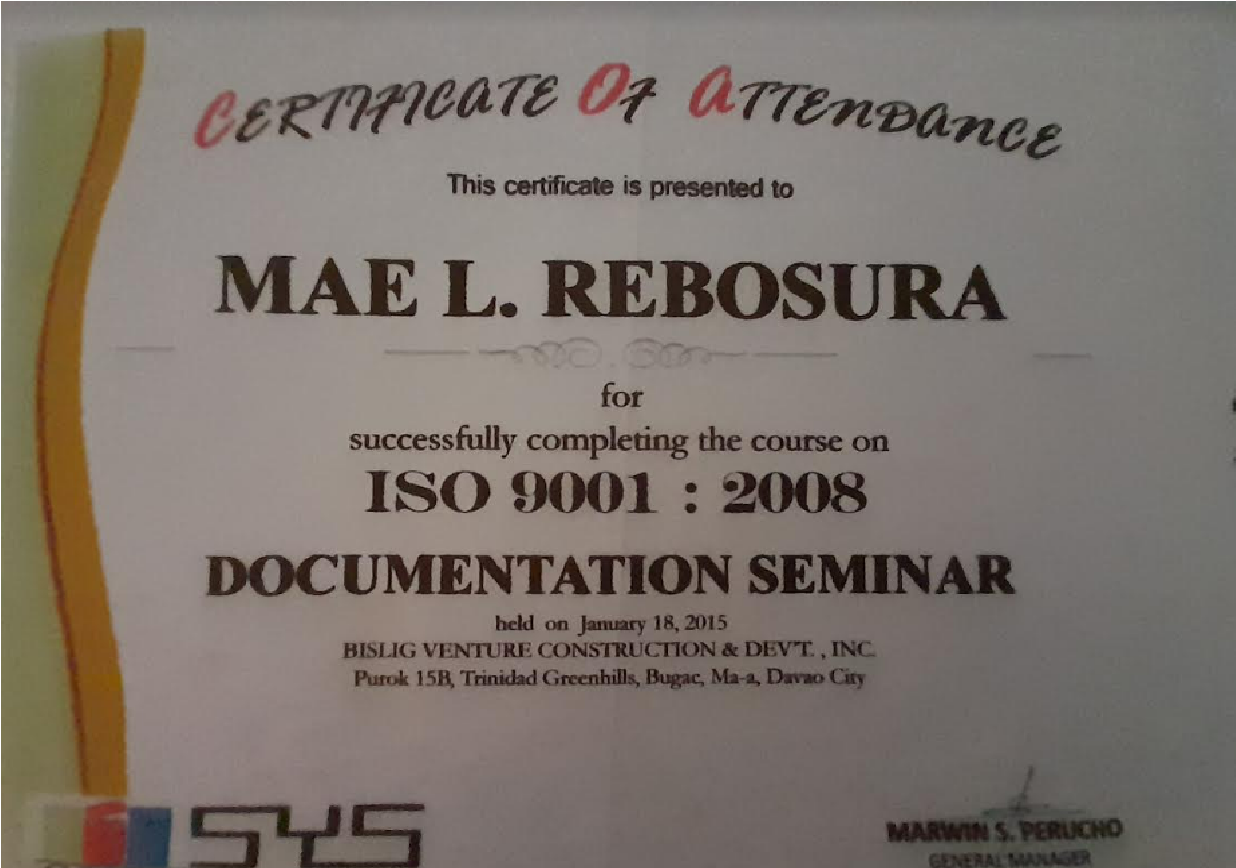 CERTIFICATE OF ATTENDANCE
This certificate is presented to
MAE L. REBOSURA
for
successfully completing the course on
ISO 9001 : 2008
DOCUMENTATION SEMINAR
held on January 18, 2015
BISLIG VENTURE CONSTRUCTION & DEV'T. , INC.
Purok 15B, Trinidad Greenhills, Bugac, Ma-a, Davao City
SYS
MARWIN S. PERUCHO
GENERAL MANAGER